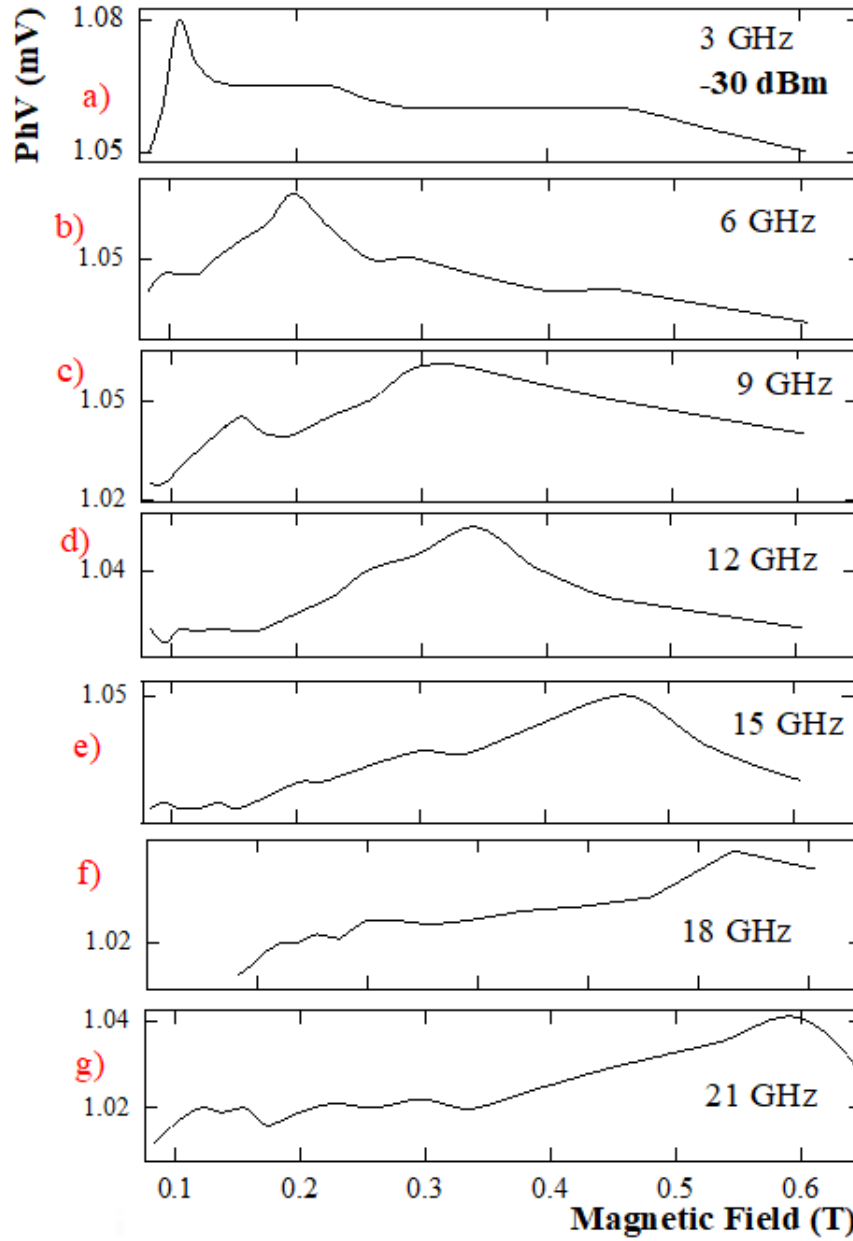 PhV (mV)
1.08
3 GHz
-30 dBm
a)
1.05
b)
6 GHz
1.05
c)
9 GHz
1.05
1.02
d)
12 GHz
1.04
1.05
15 GHz
e)
f)
1.02
18 GHz
1.04
g)
1.02
21 GHz
0.1 0.2 0.3 0.4 0.5 0.6
Magnetic Field (T)